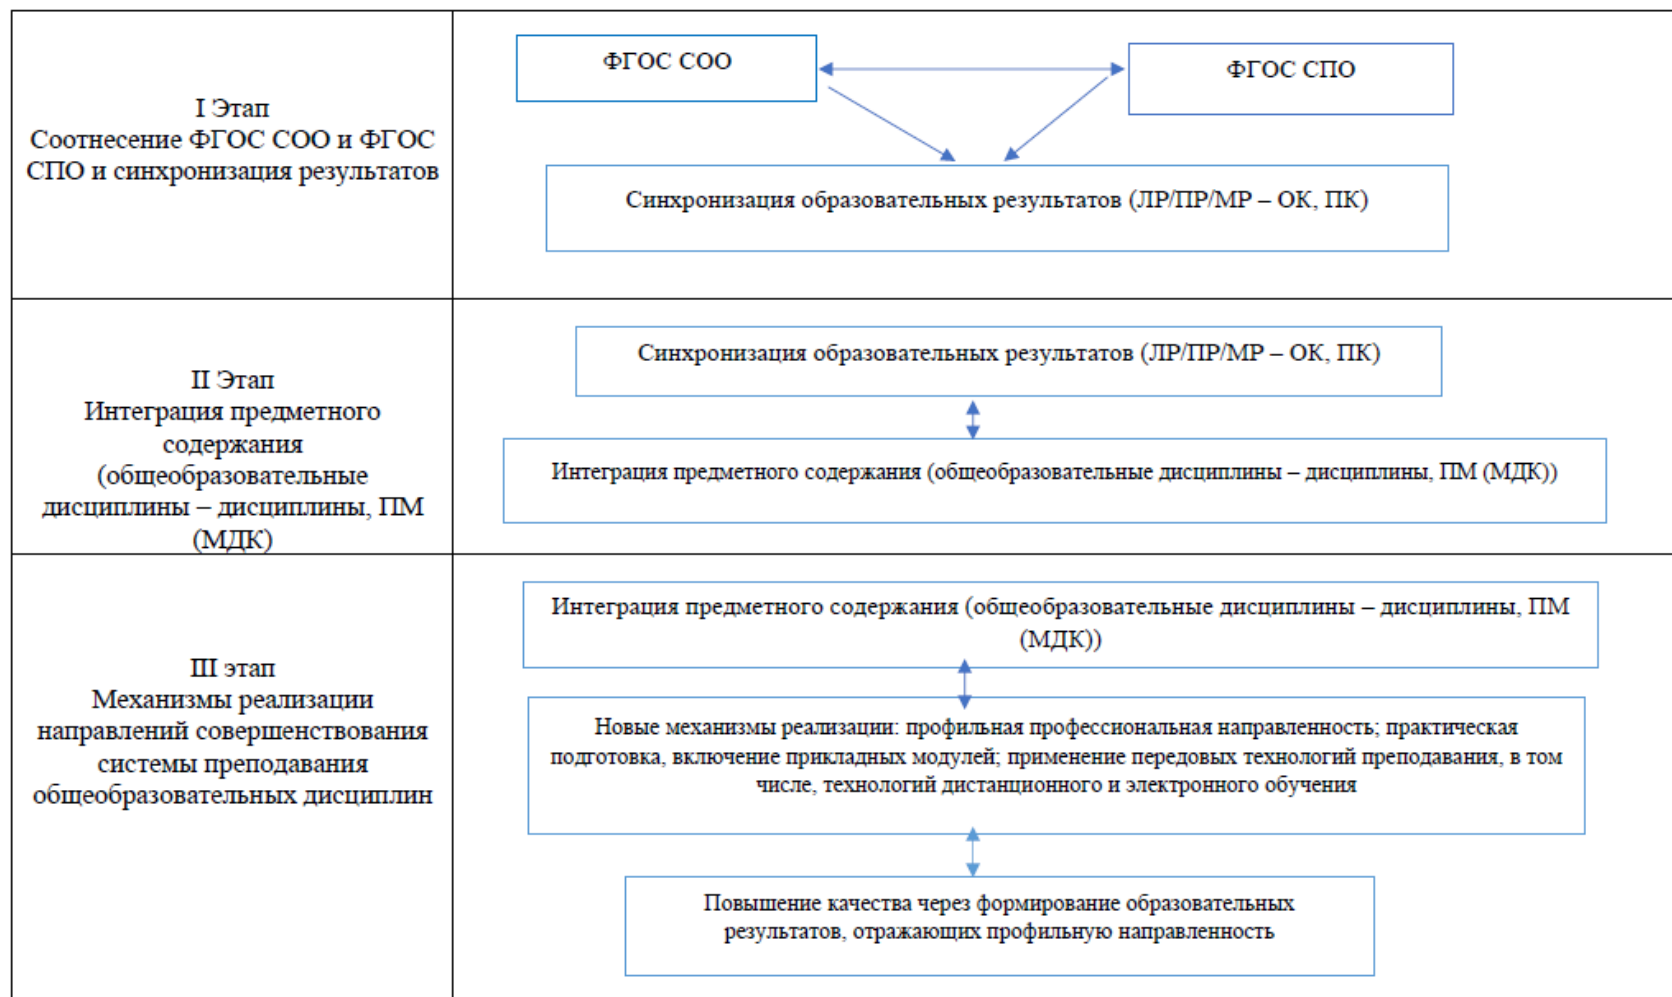 I Этап
Соотнесение ФГОС СОО и ФГОС
СПО и синхронизация результатов
ФГОС СОО
ФГОС СПО
Синхронизация образовательных результатов (ЛР/ПР/МР – ОК, ПК)
II Этап
Интеграция предметного
содержания
(общеобразовательные
дисциплины – дисциплины, ПМ
(МДК)
Синхронизация образовательных результатов (ЛР/ПР/МР – ОК, ПК)
Интеграция предметного содержания (общеобразовательные дисциплины – дисциплины, ПМ (МДК))
III этап
Механизмы реализации
направлений совершенствования
системы преподавания
общеобразовательных дисциплин
Интеграция предметного содержания (общеобразовательные дисциплины – дисциплины, ПМ
(МДК))
Новые механизмы реализации: профильная профессиональная направленность; практическая
подготовка, включение прикладных модулей; применение передовых технологий преподавания, в том
числе, технологий дистанционного и электронного обучения
Повышение качества через формирование образовательных
результатов, отражающих профильную направленность